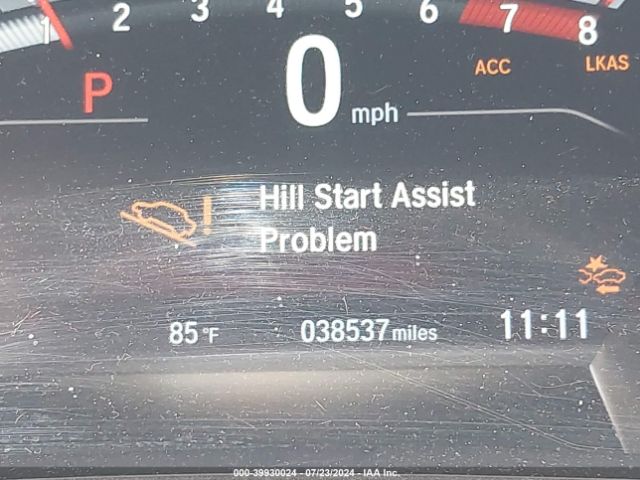 1 2 3 4 5 6 7 8
P 0 mph ACC LKAS
Hill Start Assist
Problem
85 °F 038537 miles 11:11
000-39930024 - 07/23/2024 - IAA Inc.